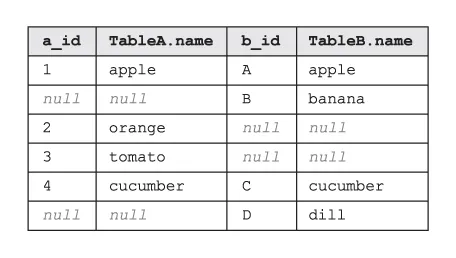 a_id TableA.name b_id TableB.name
1 apple A apple
null null B banana
2 orange null null
3 tomato null null
4 cucumber C cucumber
null null D dill